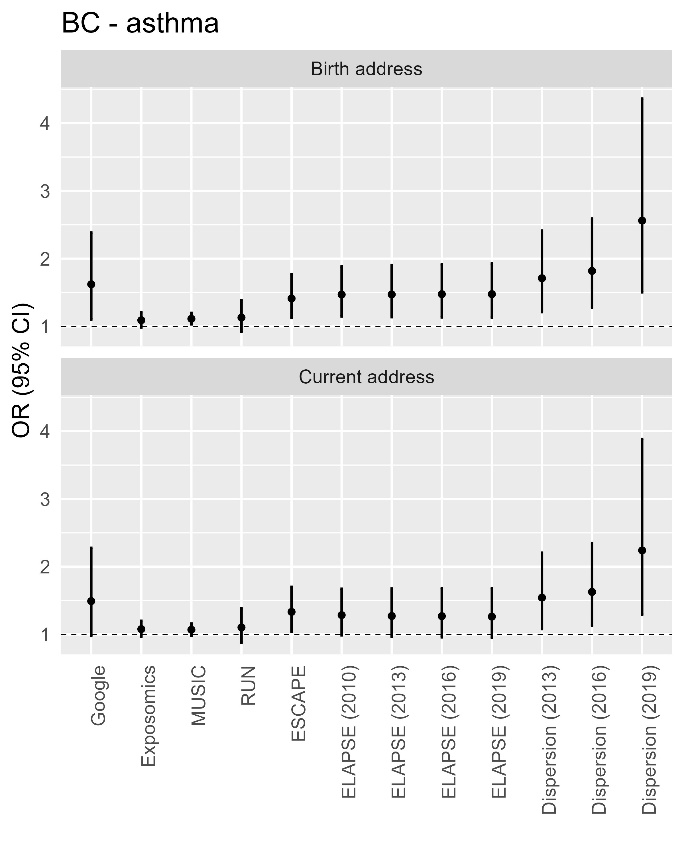 BC - asthma
Birth address
4
3
2
1
OR (95% CI)
Current address
4
3
2
1
Google
Exposomics
MUSIC
RUN
ESCAPE
ELAPSE (2010)
ELAPSE (2013)
ELAPSE (2016)
ELAPSE (2019)
Dispersion (2013)
Dispersion (2016)
Dispersion (2019)